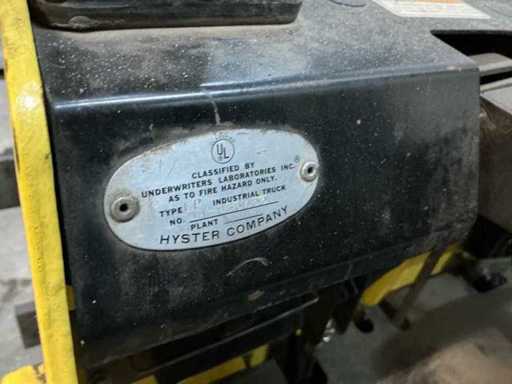 UL
CLASSIFIED BY
UNDERWRITERS LABORATORIES INC.®
AS TO FIRE HAZARD ONLY.
TYPE INDUSTRIAL TRUCK
NO. PLANT
HYSTER COMPANY